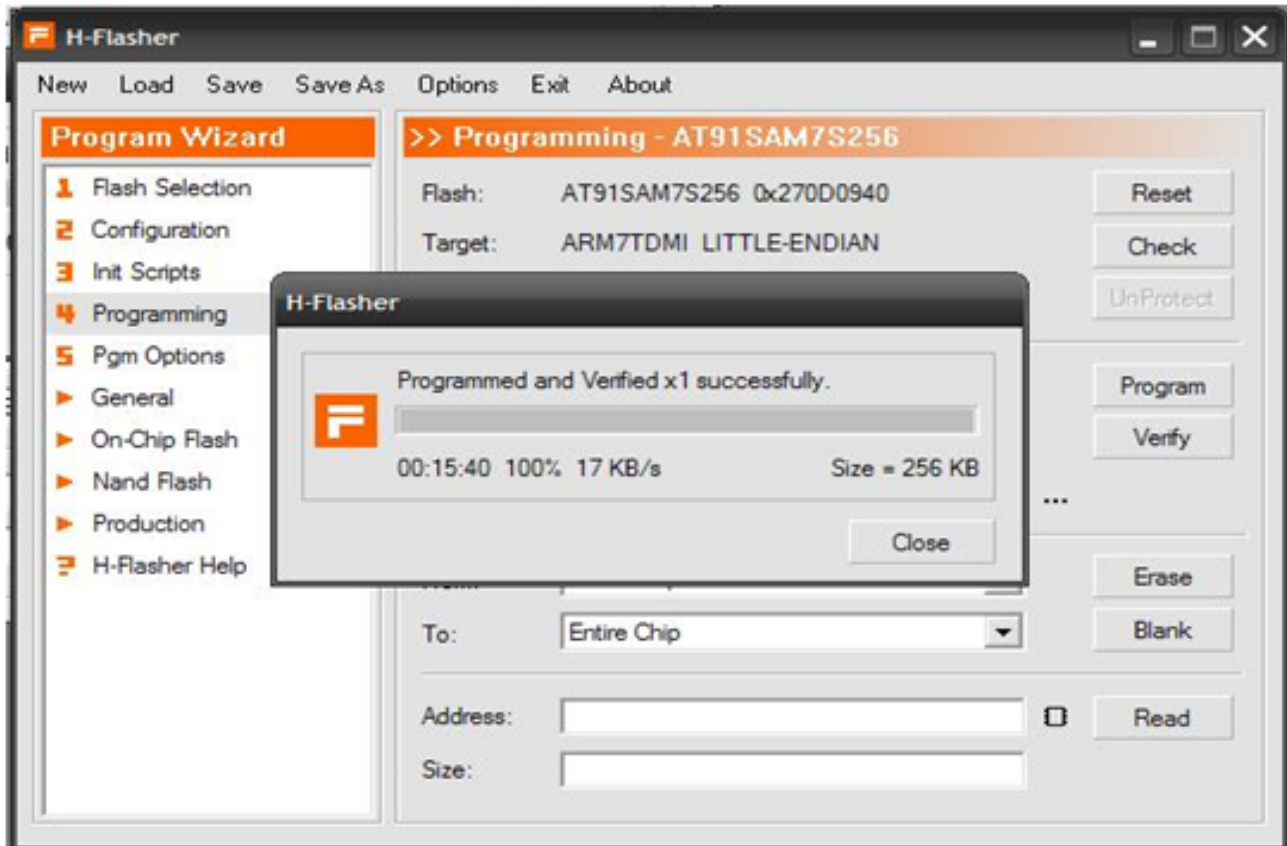 H-Flasher
New Load Save Save As Options Exit About
Program Wizard
1 Flash Selection
2 Configuration
3 Init Scripts
4 Programming
5 Pgm Options
General
On-Chip Flash
Nand Flash
Production
? H-Flasher Help
>> Programming - AT91SAM7S256
Flash: AT91SAM7S256 0x270D0940
Reset
Target: ARM7TDMI LITTLE-ENDIAN
Check
UnProtect
H-Flasher
Programmed and Verified x1 successfully.
00:15:40 100% 17 KB/s Size = 256 KB
Close
Program
Verify
...
Erase
To: Entire Chip
Blank
Address:
Read
Size: